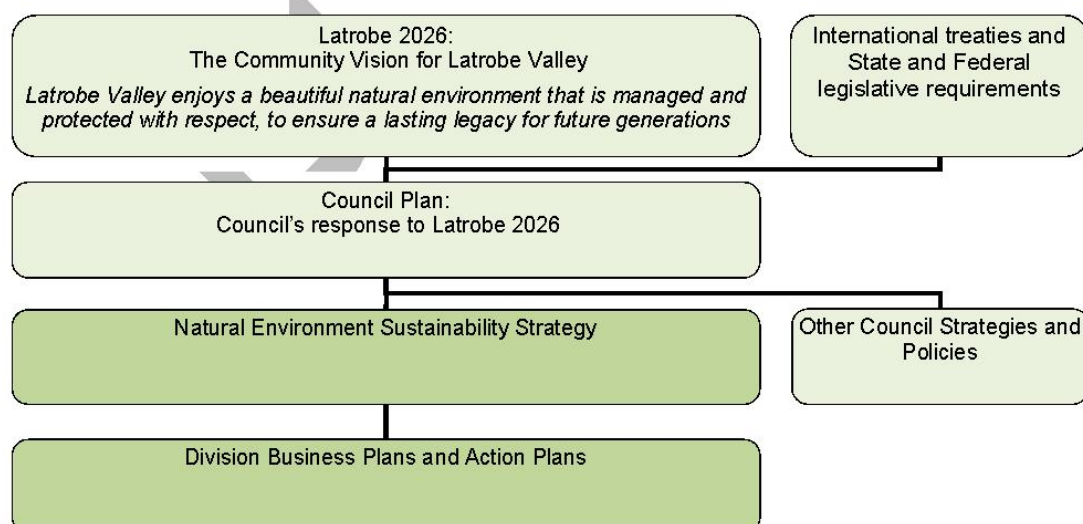 Latrobe 2026:
The Community Vision for Latrobe Valley
Latrobe Valley enjoys a beautiful natural environment that is managed and
protected with respect, to ensure a lasting legacy for future generations
International treaties and
State and Federal
legislative requirements
Council Plan:
Council's response to Latrobe 2026
Natural Environment Sustainability Strategy
Other Council Strategies and
Policies
Division Business Plans and Action Plans